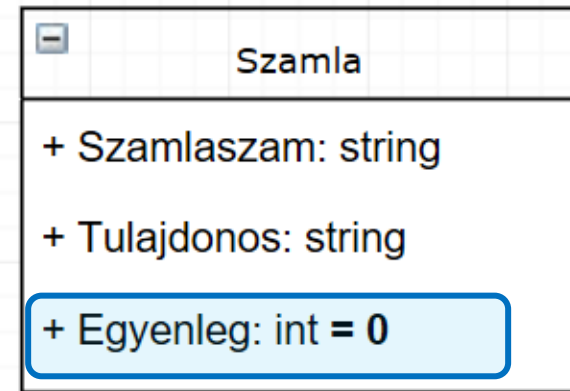 Szamla
+ Szamlaszam: string
+ Tulajdonos: string
+ Egyenleg: int = 0